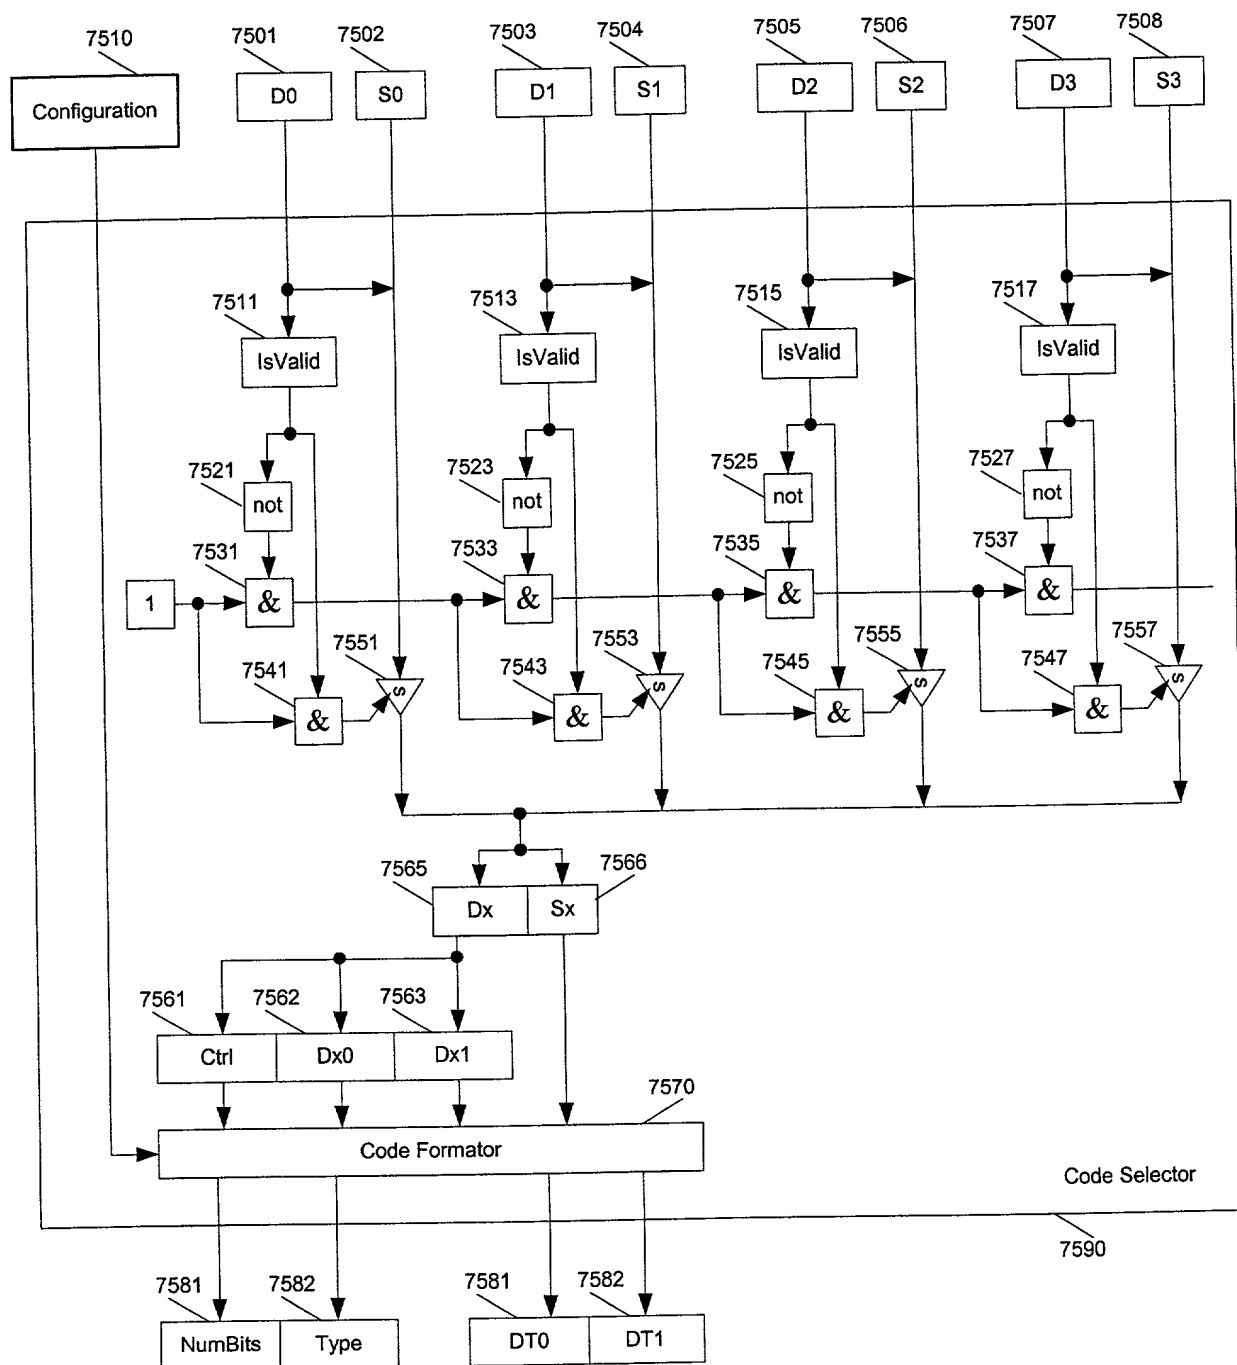 7510 7501 7502 7503 7504 7505 7506 7507 7508
Configuration D0 S0 D1 S1 D2 S2 D3 S3
7511 7513 7515 7517
IsValid IsValid IsValid IsValid
7521 7523 7525 7527
not not not not
7531 7533 7535 7537
1 & & & &
7541 7551 7543 7553 7545 7555 7547 7557
& s & s & s & s
7565 7566
Dx Sx
7561 7562 7563
Ctrl Dx0 Dx1
7570
Code Formator
Code Selector
7590
7581 7582 7581 7582
NumBits Type DT0 DT1